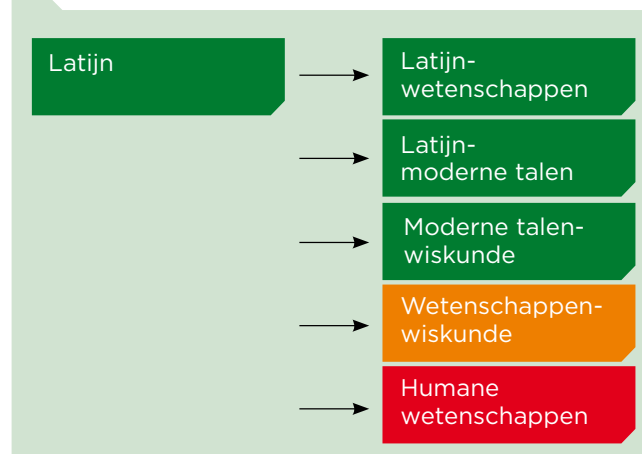 Latijn
Latijn-
wetenschappen
Latijn-
moderne talen
Moderne talen-
wiskunde
Wetenschappen-
wiskunde
Humane
wetenschappen